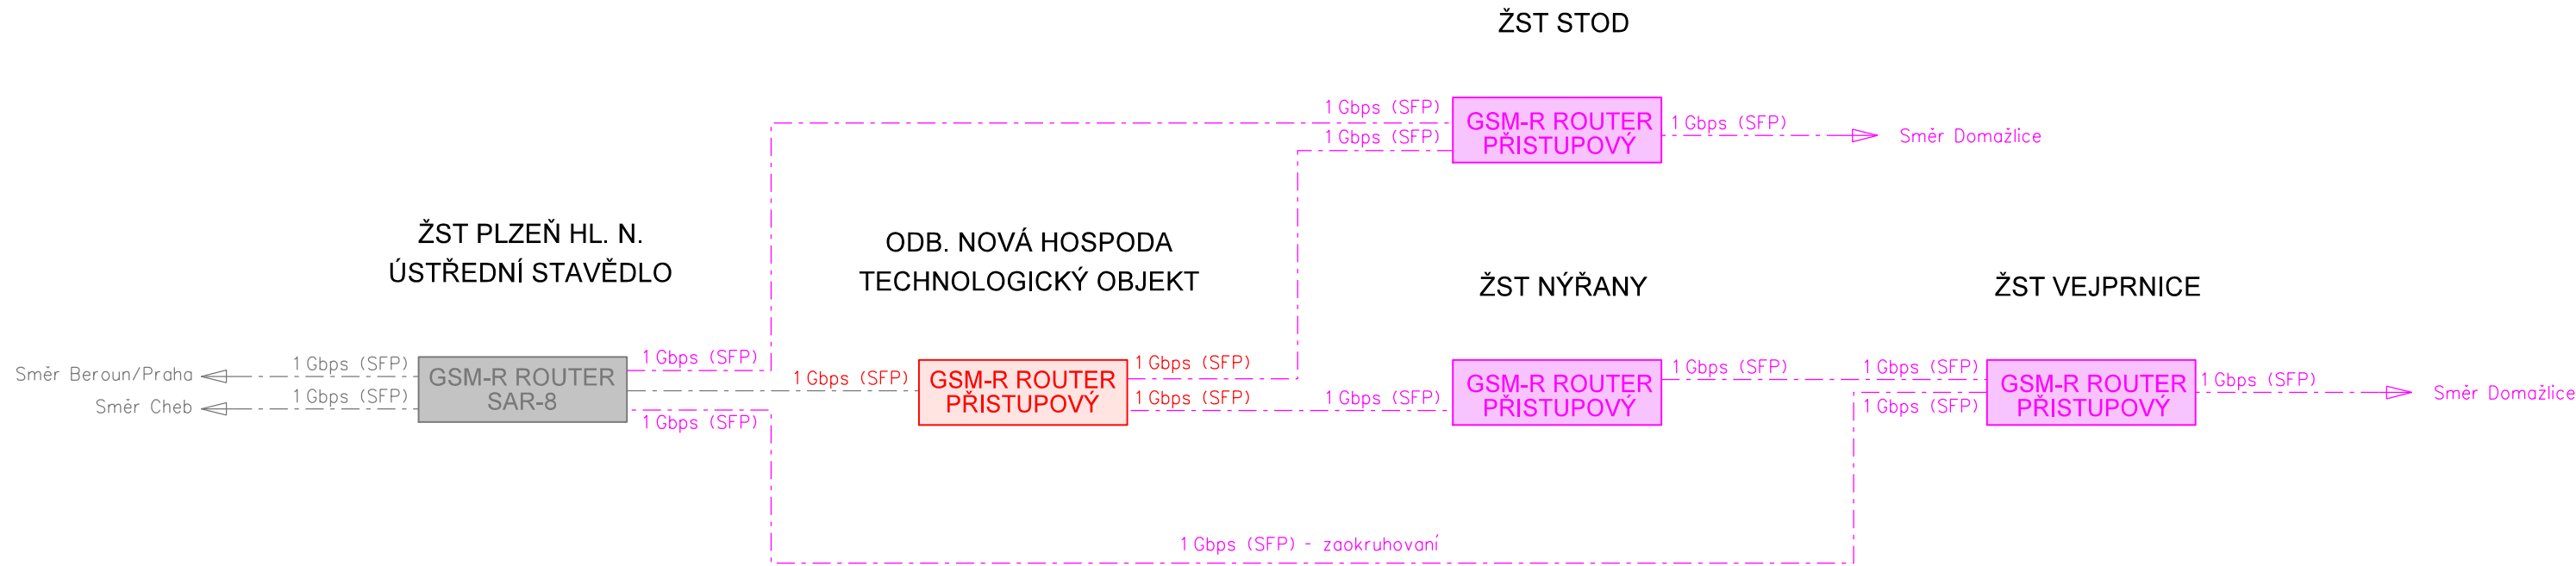 ŽST STOD
1 Gbps (SFP)
GSM-R ROUTER
PŘISTUPOVÝ
1 Gbps (SFP)
1 Gbps (SFP)
Směr Domažlice
ŽST PLZEŇ HL. N.
ÚSTŘEDNÍ STAVĚDLO
ODB. NOVÁ HOSPODA
TECHNOLOGICKÝ OBJEKT
ŽST NÝŘANY
ŽST VEJPRNICE
Směr Beroun/Praha
1 Gbps (SFP)
Směr Cheb
1 Gbps (SFP)
GSM-R ROUTER
SAR-8
1 Gbps (SFP)
1 Gbps (SFP)
1 Gbps (SFP)
GSM-R ROUTER
PŘISTUPOVÝ
1 Gbps (SFP)
1 Gbps (SFP)
1 Gbps (SFP)
GSM-R ROUTER
PŘISTUPOVÝ
1 Gbps (SFP)
1 Gbps (SFP)
1 Gbps (SFP)
GSM-R ROUTER
PŘISTUPOVÝ
1 Gbps (SFP)
Směr Domažlice
1 Gbps (SFP) - zaokruhovaní